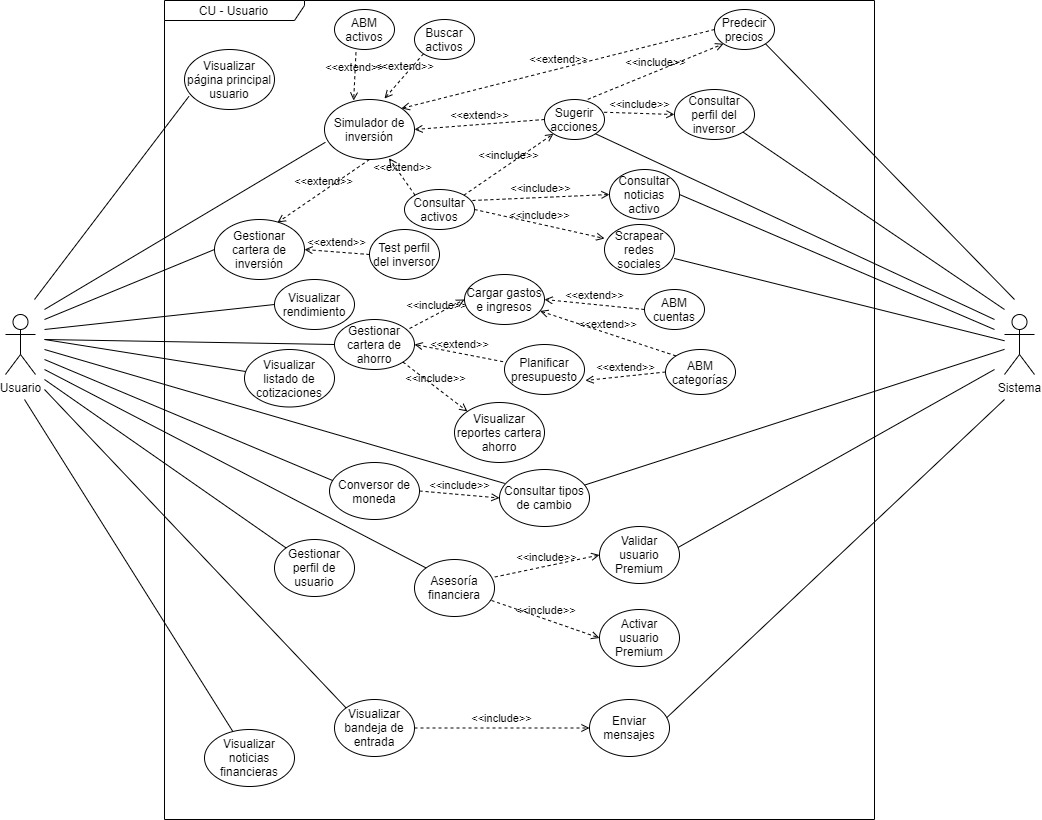 CU - Usuario
ABM
activos
Buscar
activos
Predecir
precios
<<extend>>
<<extend>>
<<extend>>
<<include>>
Visualizar
página principal
usuario
Simulador de
inversión
<<extend>>
Sugerir
acciones
<<include>>
Consultar
perfil del
inversor
<<extend>>
<<extend>>
<<include>>
Consultar
activos
<<include>>
<<include>>
Consultar
noticias
activo
Gestionar
cartera de
inversión
<<extend>>
Test perfil
del inversor
Scrapear
redes
sociales
Visualizar
rendimiento
<<include>>
Cargar gastos
e ingresos
<<extend>>
ABM
cuentas
<<extend>>
Gestionar
cartera de
ahorro
<<extend>>
Planificar
presupuesto
<<extend>>
ABM
categorías
Usuario
Sistema
Visualizar
listado de
cotizaciones
<<include>>
Visualizar
reportes cartera
ahorro
Conversor de
moneda
<<include>>
Consultar tipos
de cambio
Gestionar
perfil de
usuario
Asesoría
financiera
<<include>>
Validar
usuario
Premium
<<include>>
Activar
usuario
Premium
Visualizar
bandeja de
entrada
<<include>>
Enviar
mensajes
Visualizar
noticias
financieras